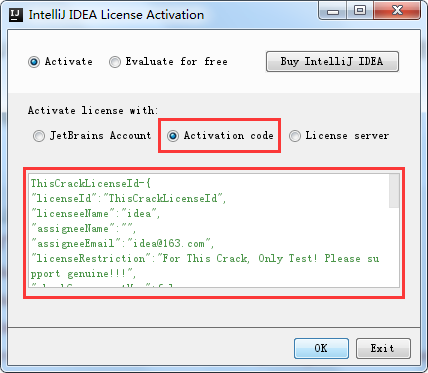 IntelliJ IDEA License Activation
Activate Evaluate for free Buy IntelliJ IDEA
Activate license with:
JetBrains Account Activation code License server
ThisCrackLicenseId-{
"licenseId":"ThisCrackLicenseId",
"licenseeName":"idea",
"assigneeName":"",
"assigneeEmail":"idea@163.com",
"licenseRestriction":"For This Crack, Only Test! Please su
pport genuine!!!",
OK Exit